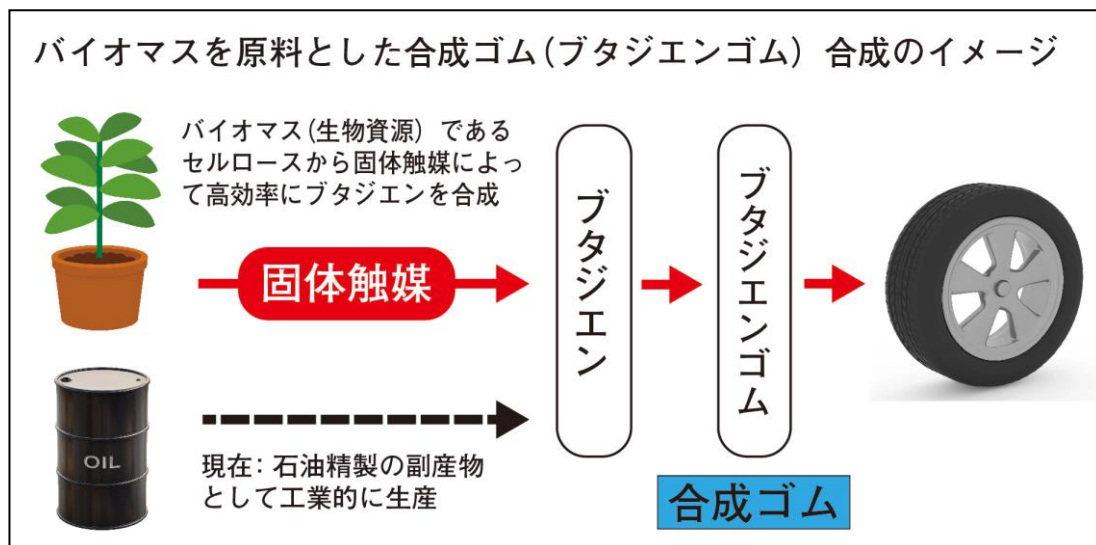 バイオマスを原料とした合成ゴム(ブタジエンゴム) 合成のイメージ
バイオマス(生物資源) である
セルロースから固体触媒によっ
て高効率にブタジエンを合成
固体触媒
ブタジエン
ブタジエンゴム
OIL
現在: 石油精製の副産物
として工業的に生産
合成ゴム